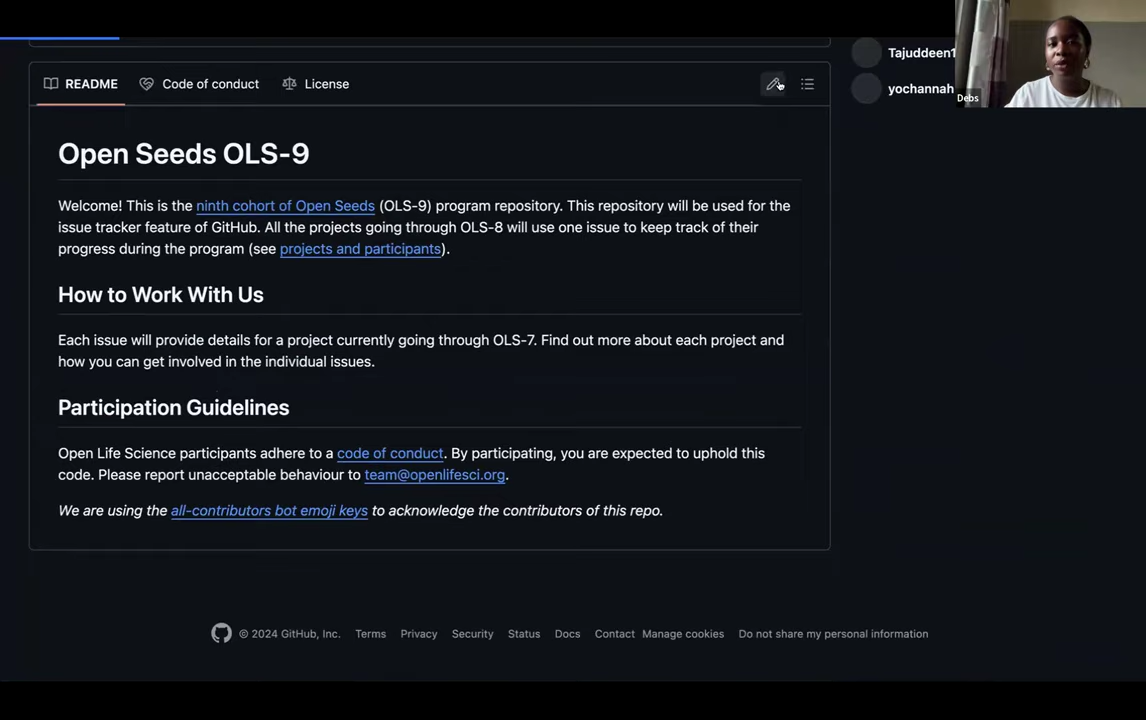 README
Code of conduct
License
Tajuddeen1
yochannah
Debs
Open Seeds OLS-9
Welcome! This is the ninth cohort of Open Seeds (OLS-9) program repository. This repository will be used for the
issue tracker feature of GitHub. All the projects going through OLS-8 will use one issue to keep track of their
progress during the program (see projects and participants).
How to Work With Us
Each issue will provide details for a project currently going through OLS-7. Find out more about each project and
how you can get involved in the individual issues.
Participation Guidelines
Open Life Science participants adhere to a code of conduct. By participating, you are expected to uphold this
code. Please report unacceptable behaviour to team@openlifesci.org.
We are using the all-contributors bot emoji keys to acknowledge the contributors of this repo.
© 2024 GitHub, Inc. Terms Privacy Security Status Docs Contact Manage cookies Do not share my personal information